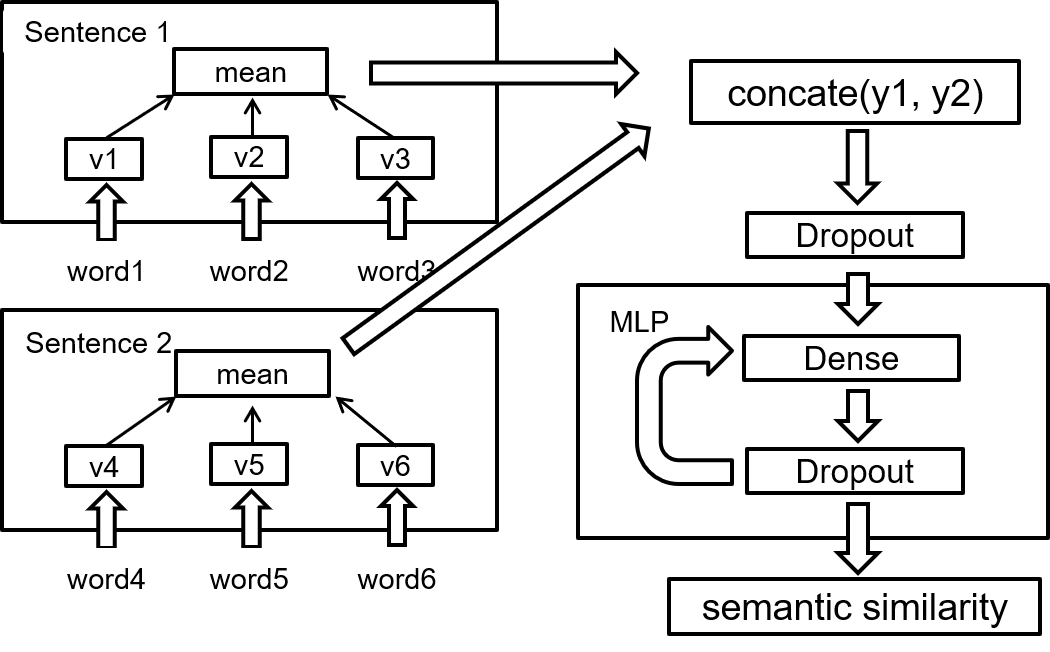 Sentence 1
mean
v1
v2
v3
word1
word2
word3
Sentence 2
mean
v4
v5
v6
word4
word5
word6
concate(y1, y2)
Dropout
MLP
Dense
Dropout
semantic similarity